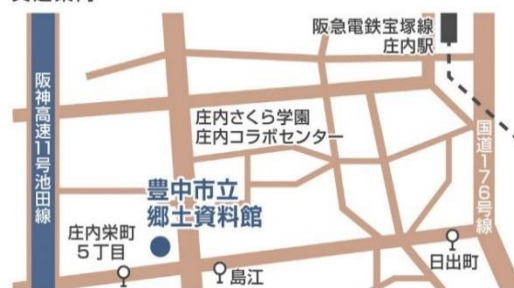 阪急電鉄宝塚線
庄内駅
阪神高速11号池田線
庄内さくら学園
庄内コラボセンター
国道176号線
豊中市立
郷土資料館
庄内栄町
5丁目
島江
日出町